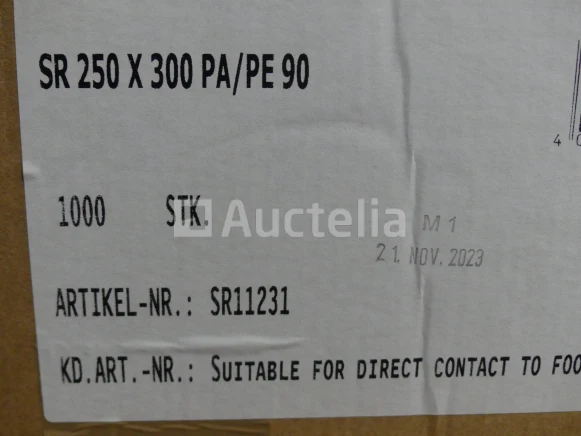 SR 250 X 300 PA/PE 90
4
1000 STK.
Auctelia
M 1
21. NOV. 2023
ARTIKEL-NR.: SR11231
KD.ART.-NR.: SUITABLE FOR DIRECT CONTACT TO FOO